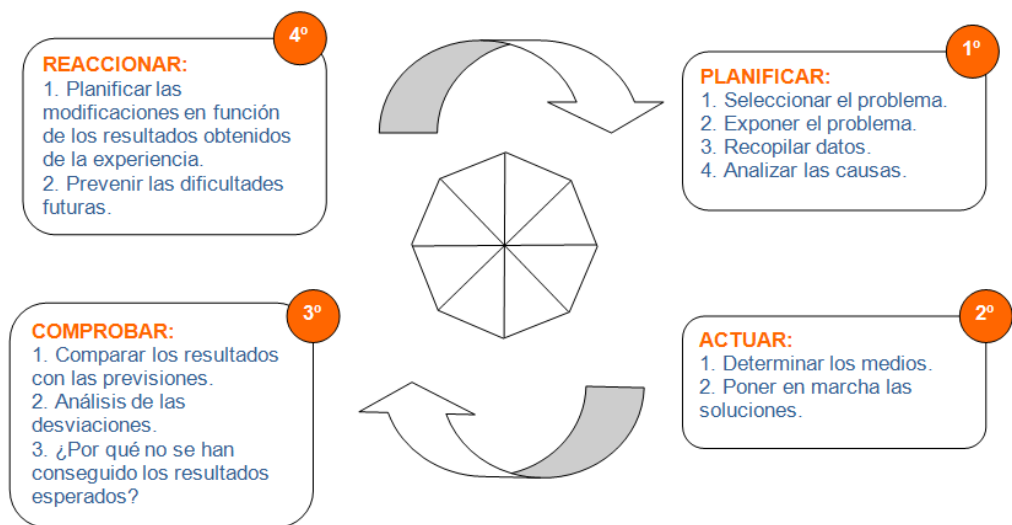 4º
REACCIONAR:
1. Planificar las
modificaciones en función
de los resultados obtenidos
de la experiencia.
2. Prevenir las dificultades
futuras.
1º
PLANIFICAR:
1. Seleccionar el problema.
2. Exponer el problema.
3. Recopilar datos.
4. Analizar las causas.
3º
COMPROBAR:
1. Comparar los resultados
con las previsiones.
2. Análisis de las
desviaciones.
3. ¿Por qué no se han
conseguido los resultados
esperados?
2º
ACTUAR:
1. Determinar los medios.
2. Poner en marcha las
soluciones.